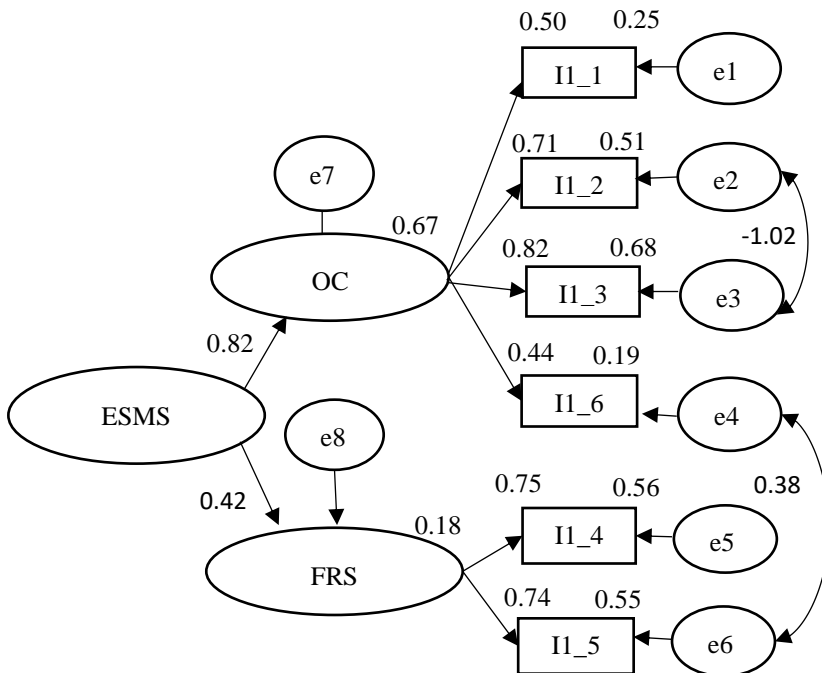 0.50 0.25
I1_1 e1
e7
0.71 0.51
I1_2 e2
0.67
-1.02
0.82 0.68
OC
I1_3 e3
0.82
0.44 0.19
I1_6 e4
ESMS
e8
0.42
0.75 0.56
0.38
0.18
I1_4 e5
FRS
0.74 0.55
I1_5 e6